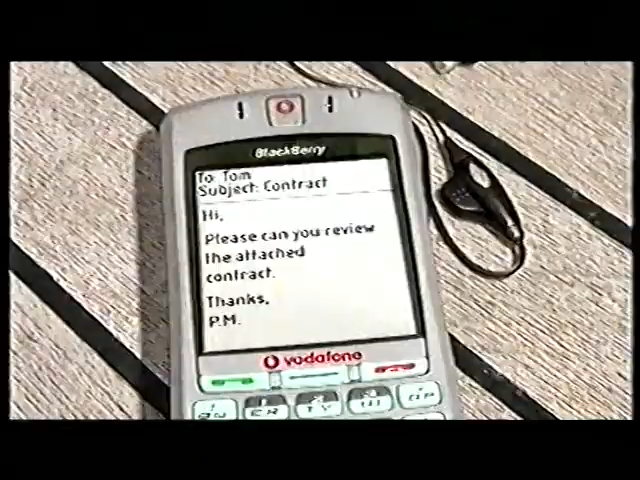 BlackBerry
To: Tom
Subject: Contract
Hi,
Please can you review
the attached
contract.
Thanks,
P.M.
vodafone